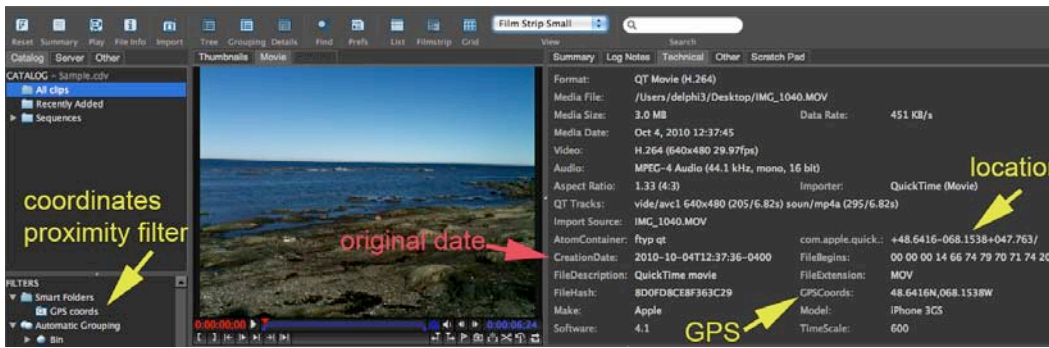 Film Strip Small
Reset Summary Play File Info Import Tree Grouping Details Find Prefs List Filmstrip Grid View Search
Catalog Server Other
Thumbnails Movie
Summary Log Notes Technical Other Scratch Pad
CATALOG - Sample.cdv
All clips
Recently Added
Sequences
coordinates
proximity filter
FILTERS
Smart Folders
GPS coords
Automatic Grouping
Bin
original date
0:00:00;00
0:00:06:24
Format: QT Movie (H.264)
Media File: /Users/delphi3/Desktop/IMG_1040.MOV
Media Size: 3.0 MB Data Rate: 451 KB/s
Media Date: Oct 4, 2010 12:37:45
Video: H.264 (640x480 29.97fps)
Audio: MPEG-4 Audio (44.1 kHz, mono, 16 bit)
location
Aspect Ratio: 1.33 (4:3) Importer: QuickTime (Movie)
QT Tracks: vide/avc1 640x480 (205/6.82s) soun/mp4a (295/6.82s)
Import Source: IMG_1040.MOV
AtomContainer: ftyp qt com.apple.quick.: +48.6416-068.1538+047.763/
CreationDate: 2010-10-04T12:37:36-0400 FileBegins: 00 00 00 14 66 74 79 70 71 74 20
FileDescription: QuickTime movie FileExtension: MOV
FileHash: 8D0FD8CE8F363C29 GPSCoords: 48.6416N,068.1538W
Make: Apple Model: iPhone 3GS
Software: 4.1 TimeScale: 600
GPS